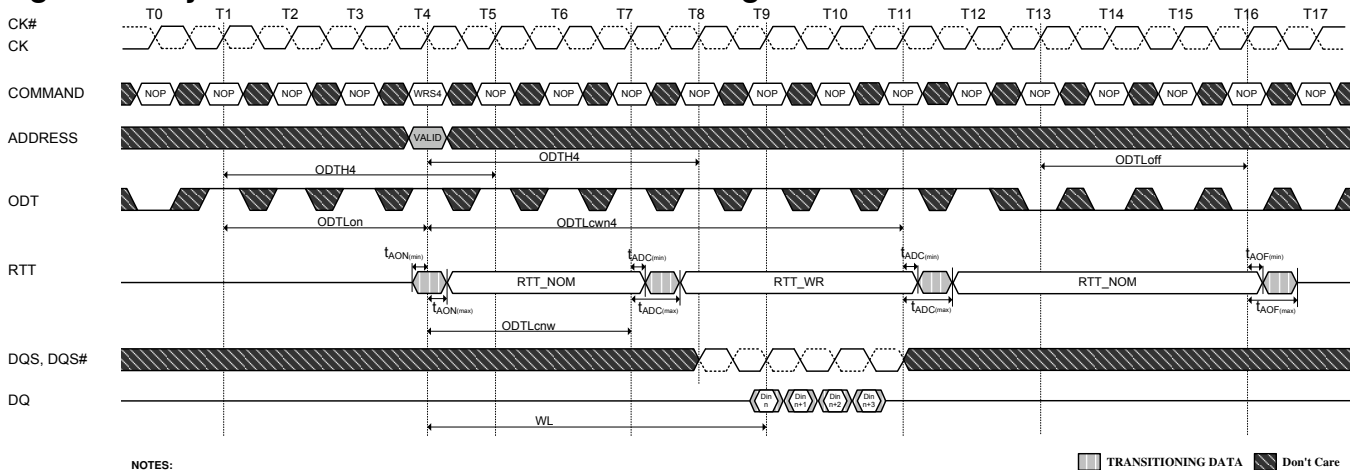 T0 T1 T2 T3 T4 T5 T6 T7 T8 T9 T10 T11 T12 T13 T14 T15 T16 T17
CK#
CK
COMMAND NOP NOP NOP NOP WRS4 NOP NOP NOP NOP NOP NOP NOP NOP NOP NOP NOP NOP NOP
ADDRESS VALID
ODTH4 ODTH4 ODTLoff
ODT
ODTLon ODTLcwn4
tAON(min) tADC(min) tADC(min) tAOF(min)
RTT RTT_NOM RTT_WR RTT_NOM
tAON(max) tADC(max) tADC(max) tAOF(max)
ODTLcnw
DQS, DQS#
DQ Din n Din n+1 Din n+2 Din n+3
WL
NOTES: TRANSITIONING DATA Don't Care